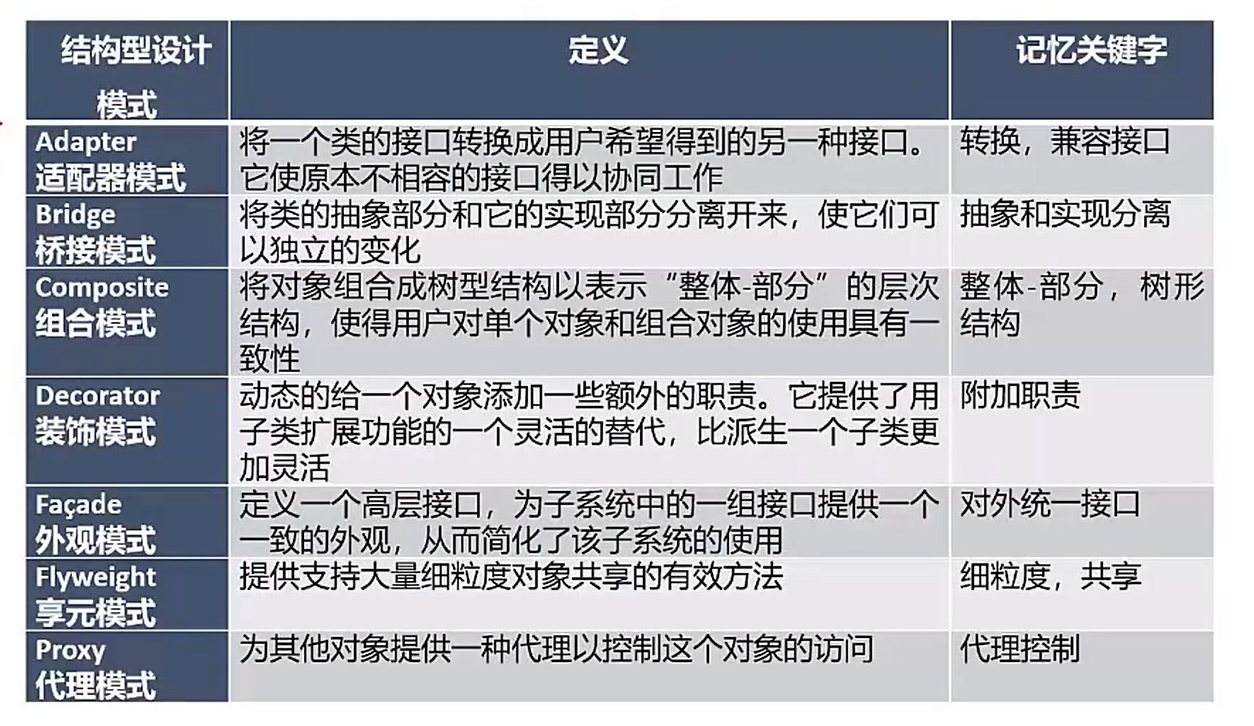 结构型设计
模式
定义
记忆关键字
Adapter
适配器模式
将一个类的接口转换成用户希望得到的另一种接口。
它使原本不相容的接口得以协同工作
转换，兼容接口
Bridge
桥接模式
将类的抽象部分和它的实现部分分离开来，使它们可
以独立的变化
抽象和实现分离
Composite
组合模式
将对象组合成树型结构以表示“整体-部分”的层次
结构，使得用户对单个对象和组合对象的使用具有一
致性
整体-部分，树形
结构
Decorator
装饰模式
动态的给一个对象添加一些额外的职责。它提供了用
子类扩展功能的一个灵活的替代，比派生一个子类更
加灵活
附加职责
Façade
外观模式
定义一个高层接口，为子系统中的一组接口提供一个
一致的外观，从而简化了该子系统的使用
对外统一接口
Flyweight
享元模式
提供支持大量细粒度对象共享的有效方法
细粒度，共享
Proxy
代理模式
为其他对象提供一种代理以控制这个对象的访问
代理控制